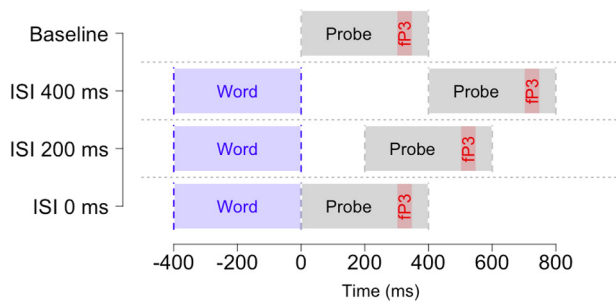 Baseline Probe fP3
ISI 400 ms Word Probe fP3
ISI 200 ms Word Probe fP3
ISI 0 ms Word Probe fP3
-400 -200 0 200 400 600 800
Time (ms)